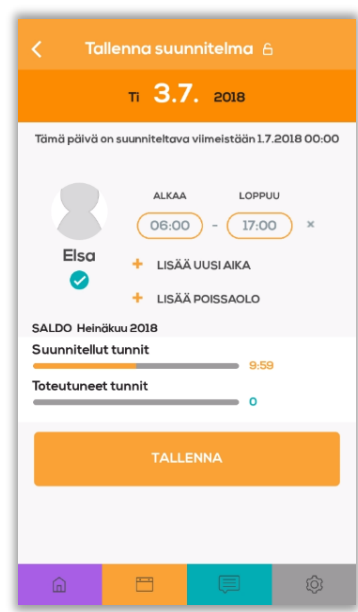 Tallenna suunnitelma
Ti 3.7. 2018
Tämä päivä on suunniteltava viimeistään 1.7.2018 00:00
ALKAA LOPPUU
06:00 - 17:00 ×
Elsa
+ LISÄÄ UUSI AIKA
+ LISÄÄ POISSAOLO
SALDO Heinäkuu 2018
Suunnitellut tunnit
9.59
Toteutuneet tunnit
0
TALLENNA